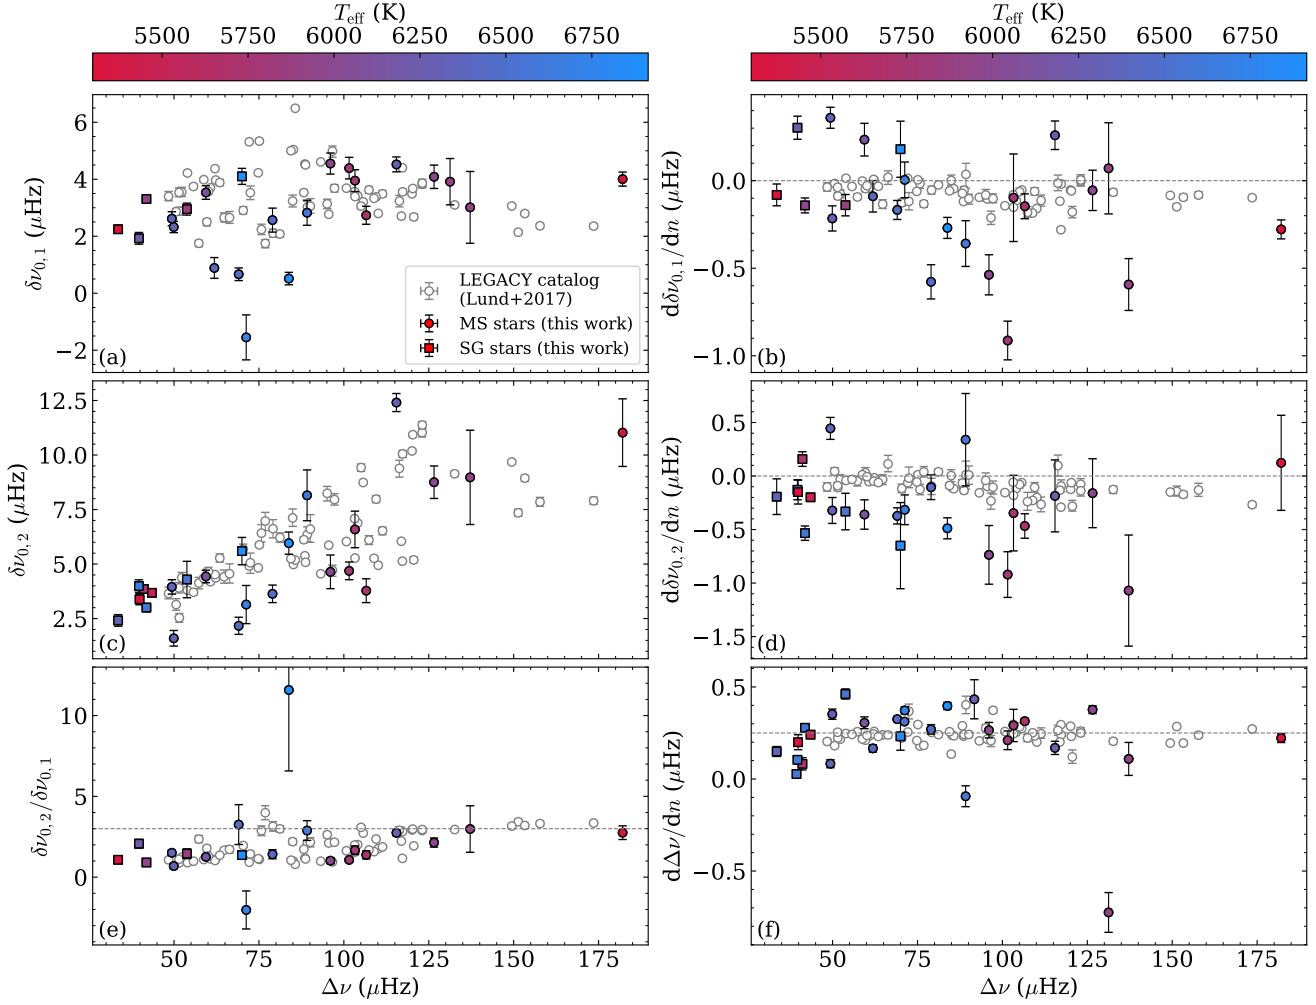 T_eff (K)
5500 5750 6000 6250 6500 6750
T_eff (K)
5500 5750 6000 6250 6500 6750
δν_0,1 (μHz)
6
4
2
0
−2
(a)
LEGACY catalog
(Lund+2017)
MS stars (this work)
SG stars (this work)
dδν_0,1/dn (μHz)
0.0
−0.5
−1.0
(b)
δν_0,2 (μHz)
12.5
10.0
7.5
5.0
2.5
(c)
dδν_0,2/dn (μHz)
0.5
0.0
−0.5
−1.0
−1.5
(d)
δν_0,2/δν_0,1
10
5
0
(e)
50 75 100 125 150 175
Δν (μHz)
dΔν/dn (μHz)
0.5
0.0
−0.5
(f)
50 75 100 125 150 175
Δν (μHz)